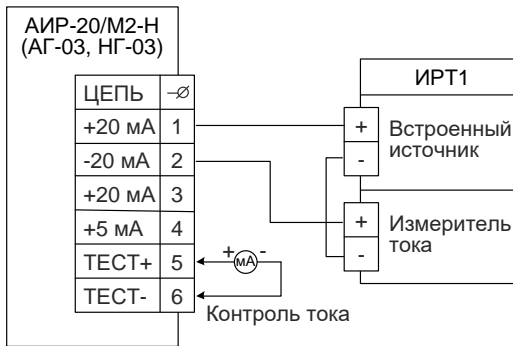 АИР-20/М2-Н
(АГ-03, НГ-03)
ЦЕПЬ
+20 мА 1
-20 мА 2
+20 мА 3
+5 мА 4
ТЕСТ+ 5
ТЕСТ- 6
+ мА -
Контроль тока
ИРТ1
+ Встроенный
- источник
+ Измеритель
- тока